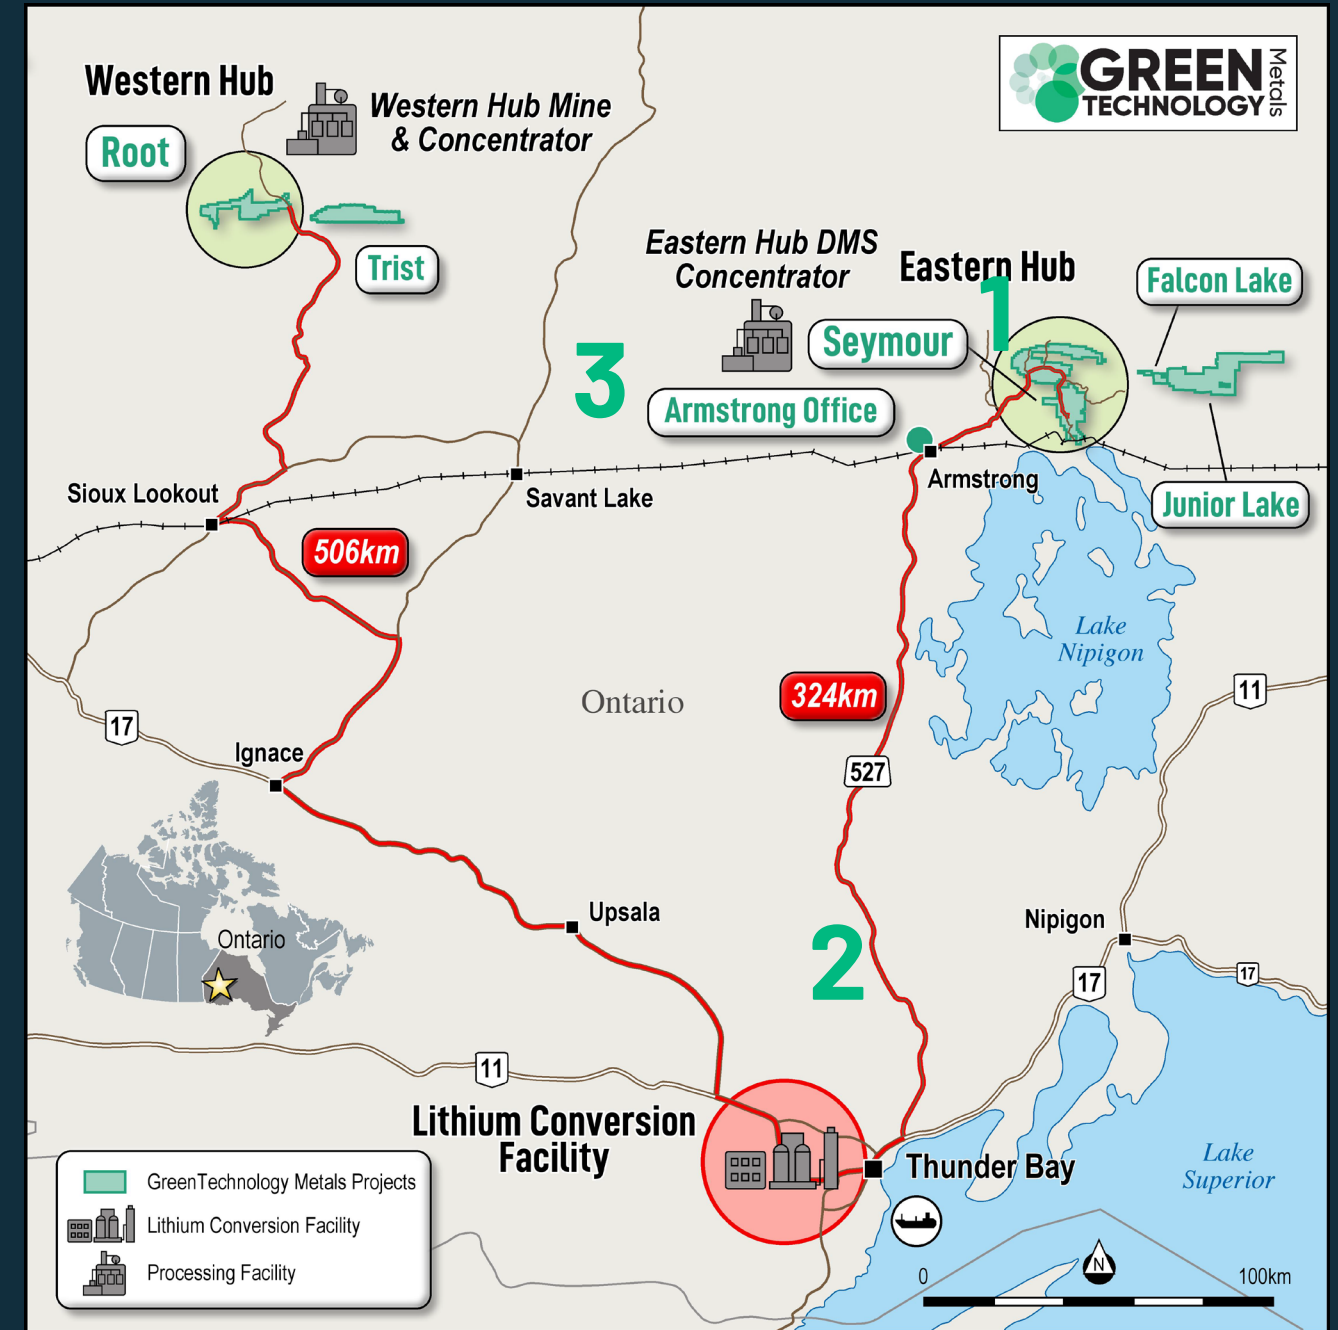 Western Hub
Western Hub Mine
& Concentrator
GREEN
TECHNOLOGY
Metals
Root
Trist
Eastern Hub DMS
Concentrator
Eastern Hub
1
Falcon Lake
Seymour
3
Armstrong Office
Armstrong
Junior Lake
Sioux Lookout
Savant Lake
506km
Lake
Nipigon
Ontario
324km
11
17
Ignace
527
Upsala
Nipigon
Ontario
2
17
17
11
Lithium Conversion
Facility
Thunder Bay
Lake
Superior
GreenTechnology Metals Projects
Lithium Conversion Facility
Processing Facility
N
0 100km